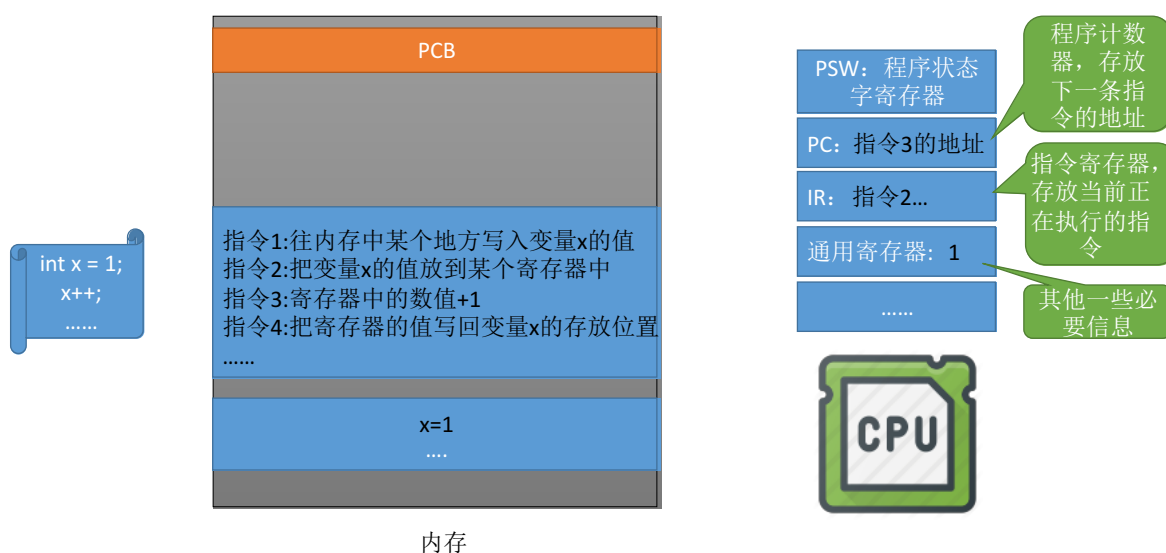 int x = 1;
x++;
……
PCB
指令1:往内存中某个地方写入变量x的值
指令2:把变量x的值放到某个寄存器中
指令3:寄存器中的数值+1
指令4:把寄存器的值写回变量x的存放位置
……
x=1
….
内存
PSW：程序状态
字寄存器
PC：指令3的地址
IR：指令2…
通用寄存器: 1
……
程序计数
器，存放
下一条指
令的地址
指令寄存器，
存放当前正
在执行的指
令
其他一些必
要信息
CPU